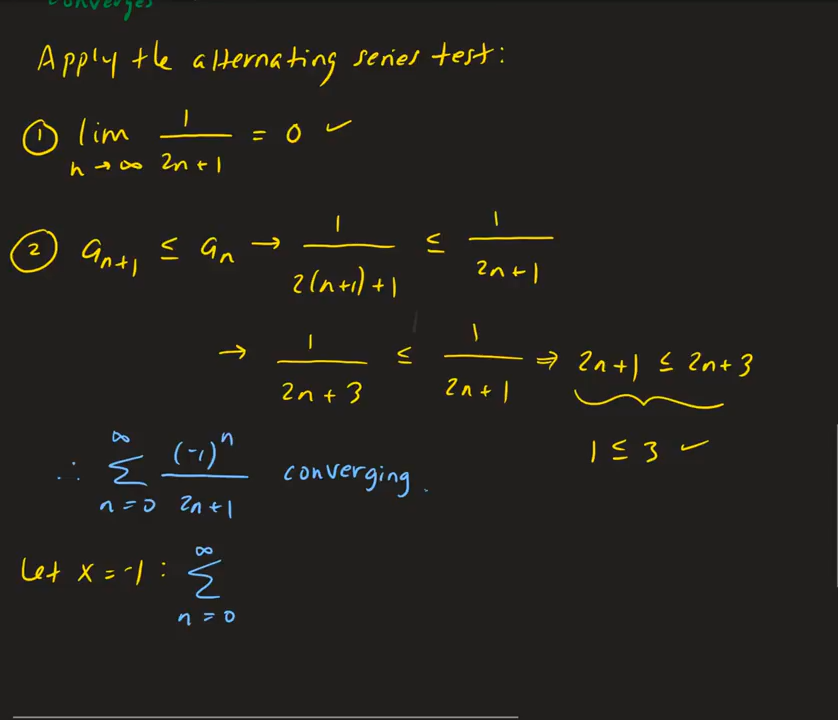 converges
Apply the alternating series test:
① lim n→∞ 1/(2n+1) = 0 ✓
② a_{n+1} ≤ a_n → 1/(2(n+1)+1) ≤ 1/(2n+1)
→ 1/(2n+3) ≤ 1/(2n+1) ⇒ 2n+1 ≤ 2n+3
1 ≤ 3 ✓
∴ ∑_{n=0}^{∞} (-1)^n/(2n+1) converging.
Let x=-1: ∑_{n=0}^{∞}